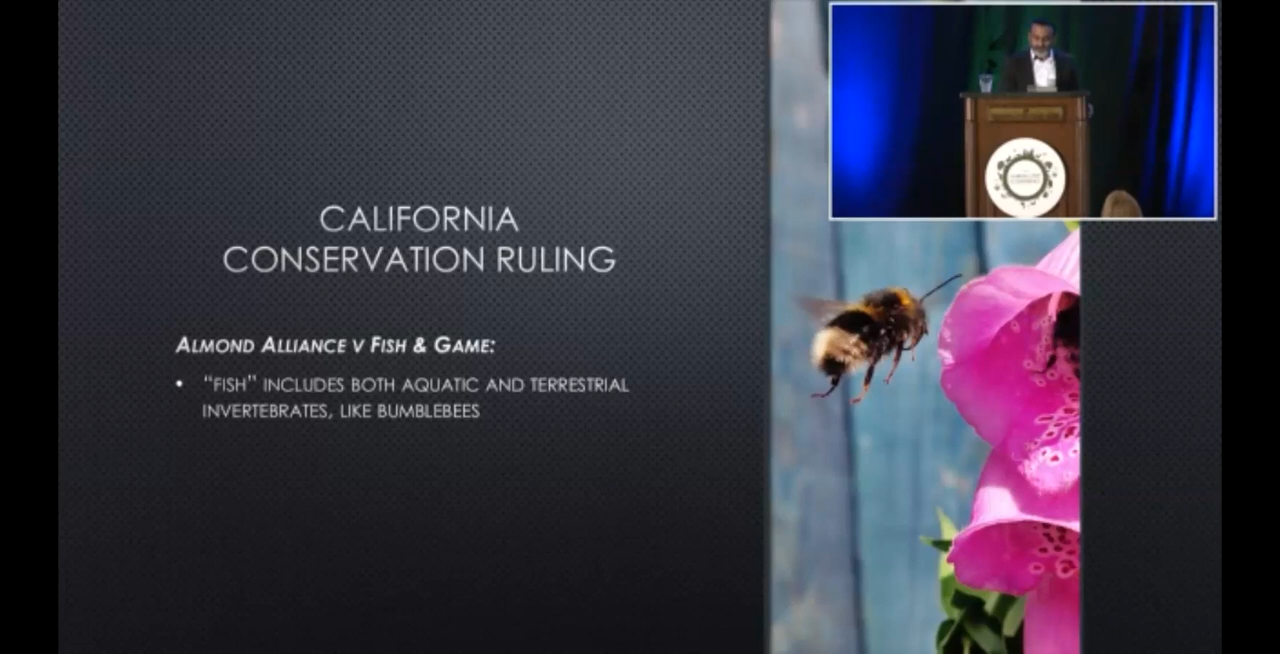 CALIFORNIA
CONSERVATION RULING
ALMOND ALLIANCE V FISH & GAME:
• “FISH” INCLUDES BOTH AQUATIC AND TERRESTRIAL
INVERTEBRATES, LIKE BUMBLEBEES